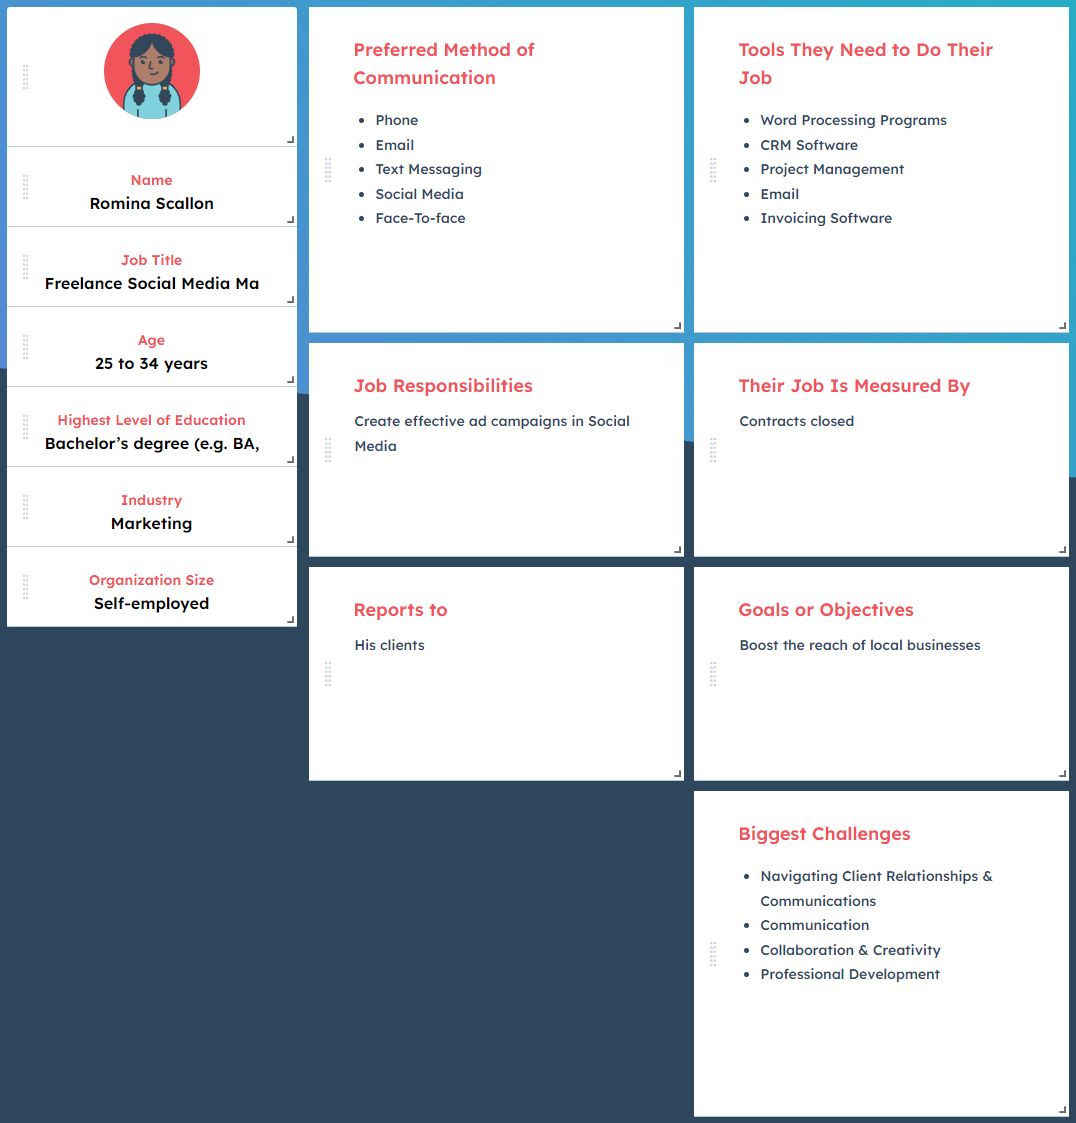 Name
Romina Scallon
Job Title
Freelance Social Media Ma
Age
25 to 34 years
Highest Level of Education
Bachelor’s degree (e.g. BA,
Industry
Marketing
Organization Size
Self-employed
Preferred Method of
Communication
Phone
Email
Text Messaging
Social Media
Face-To-face
Tools They Need to Do Their
Job
Word Processing Programs
CRM Software
Project Management
Email
Invoicing Software
Job Responsibilities
Create effective ad campaigns in Social
Media
Their Job Is Measured By
Contracts closed
Reports to
His clients
Goals or Objectives
Boost the reach of local businesses
Biggest Challenges
Navigating Client Relationships &
Communications
Communication
Collaboration & Creativity
Professional Development